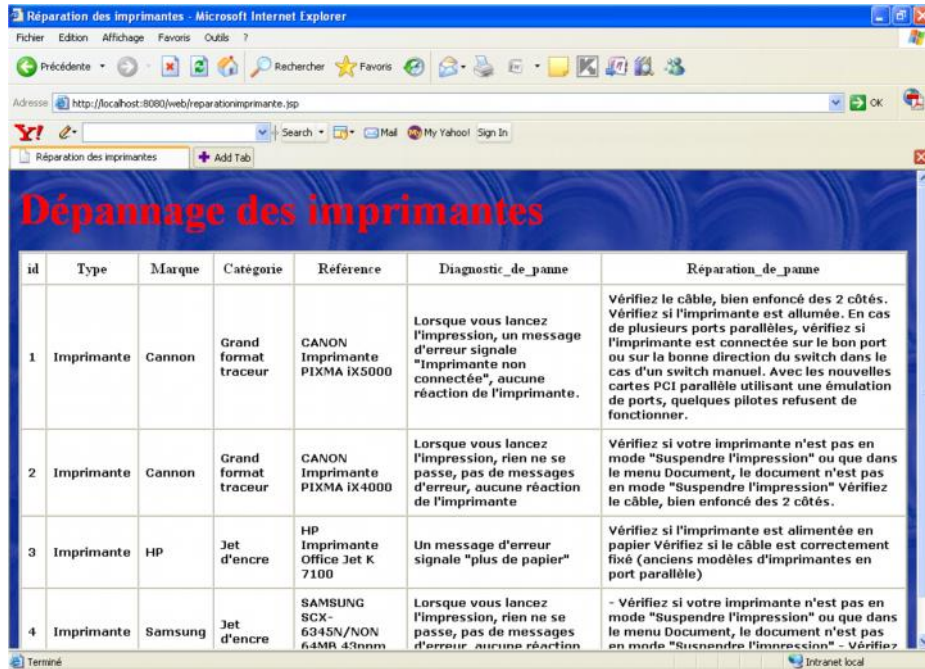 Réparation des imprimantes - Microsoft Internet Explorer
Fichier Edition Affichage Favoris Outils ?
Précédente Rechercher Favoris
Adresse http://localhost:8080/web/reparationimprimante.jsp OK
Y! Search Mail My Yahoo! Sign In
Réparation des imprimantes Add Tab
Dépannage des imprimantes
id Type Marque Catégorie Référence Diagnostic_de_panne Réparation_de_panne
1 Imprimante Cannon
Grand
format
traceur
CANON
Imprimante
PIXMA iX5000
Lorsque vous lancez
l'impression, un message
d'erreur signale
"Imprimante non
connectée", aucune
réaction de l'imprimante.
Vérifiez le câble, bien enfoncé des 2 côtés.
Vérifiez si l'imprimante est allumée. En cas
de plusieurs ports parallèles, vérifiez si
l'imprimante est connectée sur le bon port
ou sur la bonne direction du switch dans le
cas d'un switch manuel. Avec les nouvelles
cartes PCI parallèle utilisant une émulation
de ports, quelques pilotes refusent de
fonctionner.
2 Imprimante Cannon
Grand
format
traceur
CANON
Imprimante
PIXMA iX4000
Lorsque vous lancez
l'impression, rien ne se
passe, pas de messages
d'erreur, aucune réaction
de l'imprimante
Vérifiez si votre imprimante n'est pas en
mode "Suspendre l'impression" ou que dans
le menu Document, le document n'est pas
en mode "Suspendre l'impression" Vérifiez
le câble, bien enfoncé des 2 côtés.
3 Imprimante HP
Jet
d'encre
HP
Imprimante
Office Jet K
7100
Un message d'erreur
signale "plus de papier"
Vérifiez si l'imprimante est alimentée en
papier Vérifiez si le câble est correctement
fixé (anciens modèles d'imprimantes en
port parallèle)
4 Imprimante Samsung
Jet
d'encre
SAMSUNG
SCX-
6345N/NON
64MB 43ppm
Lorsque vous lancez
l'impression, rien ne se
passe, pas de messages
d'erreur, aucune réaction
- Vérifiez si votre imprimante n'est pas en
mode "Suspendre l'impression" ou que dans
le menu Document, le document n'est pas
en mode "Suspendre l'impression" - Vérifiez
Terminé Intranet local